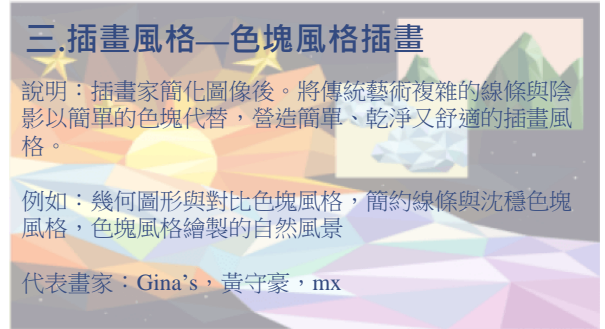 三.插畫風格—色塊風格插畫
說明：插畫家簡化圖像後。將傳統藝術複雜的線條與陰
影以簡單的色塊代替，營造簡單、乾淨又舒適的插畫風
格。
例如：幾何圖形與對比色塊風格，簡約線條與沈穩色塊
風格，色塊風格繪製的自然風景
代表畫家：Gina’s，黃守豪，mx